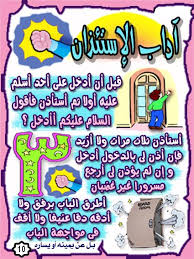 آداب الإستئذان
قبل أن أدخل على أحد أسلم
عليه أولا ثم أستأذن فأقول
السلام عليكم أأدخل ؟
أستأذن ثلاث مرات ولا أزيد
فإن أذن لي بالدخول أدخل
و إن لم يؤذن لي أرجع
مسرورا غير غضبان
أطرق الباب برفق ولا
أدقه دقا عنيفا ولا أقف
في مواجهة الباب
بل عن يمينه أو يساره
10